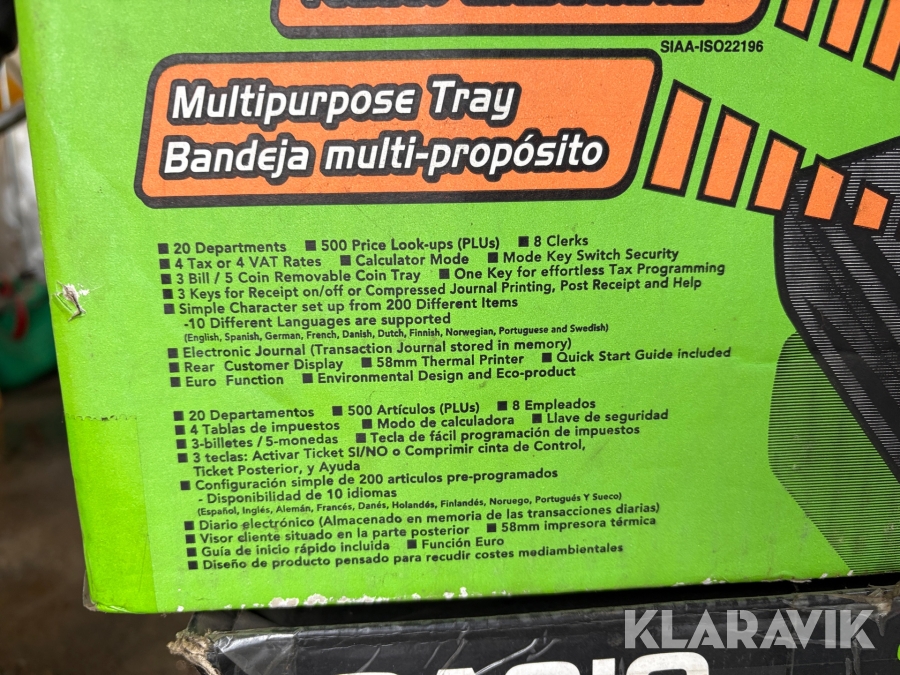 SIAA-ISO22196
Multipurpose Tray
Bandeja multi-propósito
■ 20 Departments ■ 500 Price Look-ups (PLUs) ■ 8 Clerks
■ 4 Tax or 4 VAT Rates ■ Calculator Mode ■ Mode Key Switch Security
■ 3 Bill / 5 Coin Removable Coin Tray ■ One Key for effortless Tax Programming
■ 3 Keys for Receipt on/off or Compressed Journal Printing, Post Receipt and Help
■ Simple Character set up from 200 Different Items
-10 Different Languages are supported
(English, Spanish, German, French, Danish, Dutch, Finnish, Norwegian, Portuguese and Swedish)
■ Electronic Journal (Transaction Journal stored in memory)
■ Rear Customer Display ■ 58mm Thermal Printer ■ Quick Start Guide included
■ Euro Function ■ Environmental Design and Eco-product
■ 20 Departamentos ■ 500 Artículos (PLUs) ■ 8 Empleados
■ 4 Tablas de impuestos ■ Modo de calculadora ■ Llave de seguridad
■ 3-billetes / 5-monedas ■ Tecla de fácil programación de impuestos
■ 3 teclas: Activar Ticket SI/NO o Comprimir cinta de Control,
Ticket Posterior, y Ayuda
■ Configuración simple de 200 articulos pre-programados
- Disponibilidad de 10 idiomas
(Español, Inglés, Alemán, Francés, Danés, Holandés, Finlandés, Noruego, Portugués Y Sueco)
■ Diario electrónico (Almacenado en memoria de las transacciones diarias)
■ Visor cliente situado en la parte posterior ■ 58mm impresora térmica
■ Guía de inicio rápido incluida ■ Función Euro
■ Diseño de producto pensado para recudir costes mediambientales
KLARAVIK
CASIO